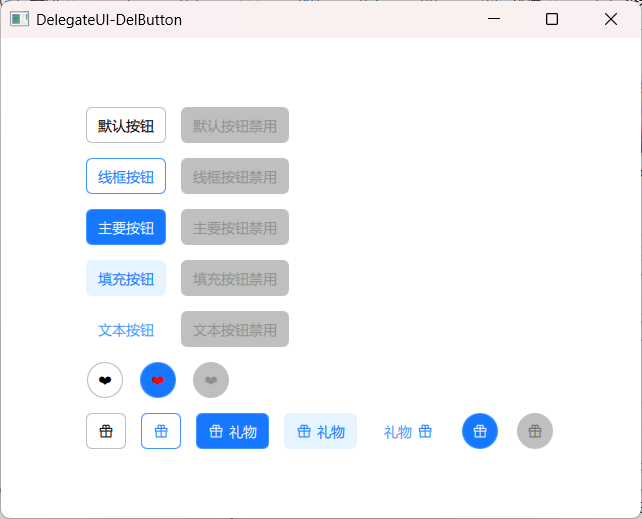 DelegateUI-DelButton
默认按钮 默认按钮禁用
线框按钮 线框按钮禁用
主要按钮 主要按钮禁用
填充按钮 填充按钮禁用
文本按钮 文本按钮禁用
礼物 礼物 礼物